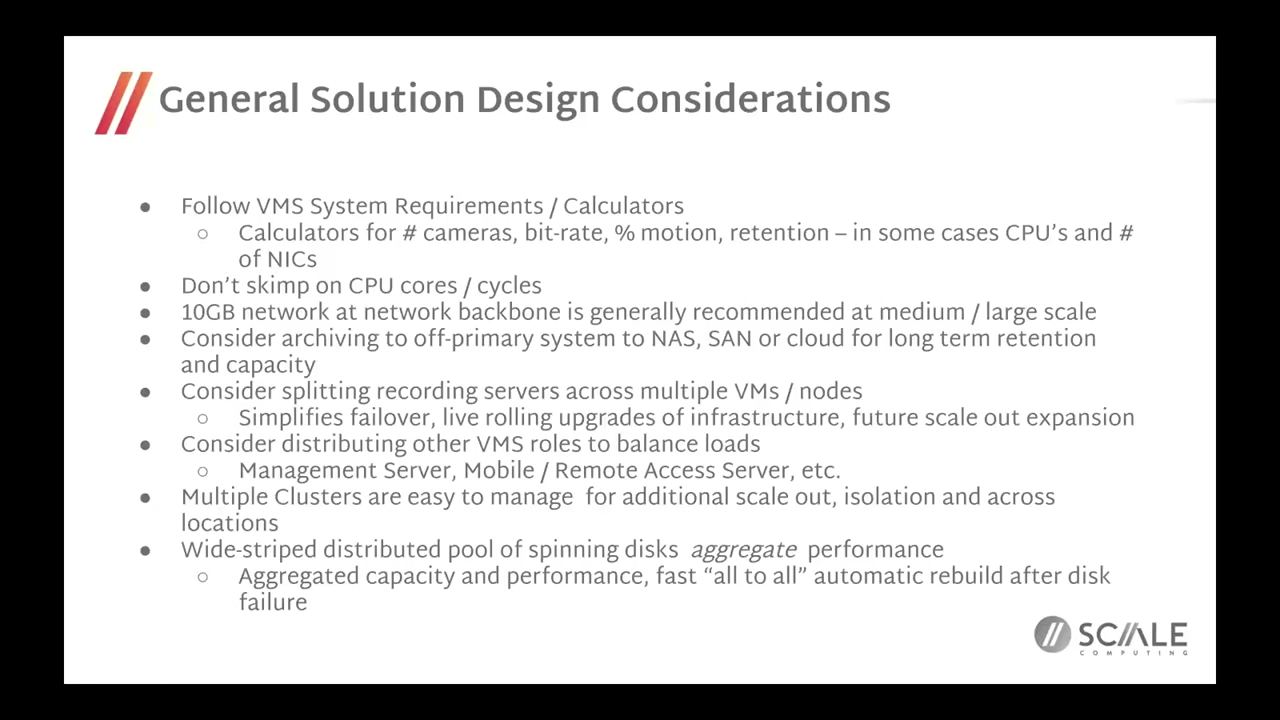 General Solution Design Considerations
● Follow VMS System Requirements / Calculators
○ Calculators for # cameras, bit-rate, % motion, retention – in some cases CPU's and #
of NICs
● Don't skimp on CPU cores / cycles
● 10GB network at network backbone is generally recommended at medium / large scale
● Consider archiving to off-primary system to NAS, SAN or cloud for long term retention
and capacity
● Consider splitting recording servers across multiple VMs / nodes
○ Simplifies failover, live rolling upgrades of infrastructure, future scale out expansion
● Consider distributing other VMS roles to balance loads
○ Management Server, Mobile / Remote Access Server, etc.
● Multiple Clusters are easy to manage for additional scale out, isolation and across
locations
● Wide-striped distributed pool of spinning disks aggregate performance
○ Aggregated capacity and performance, fast “all to all” automatic rebuild after disk
failure
SCALE
COMPUTING